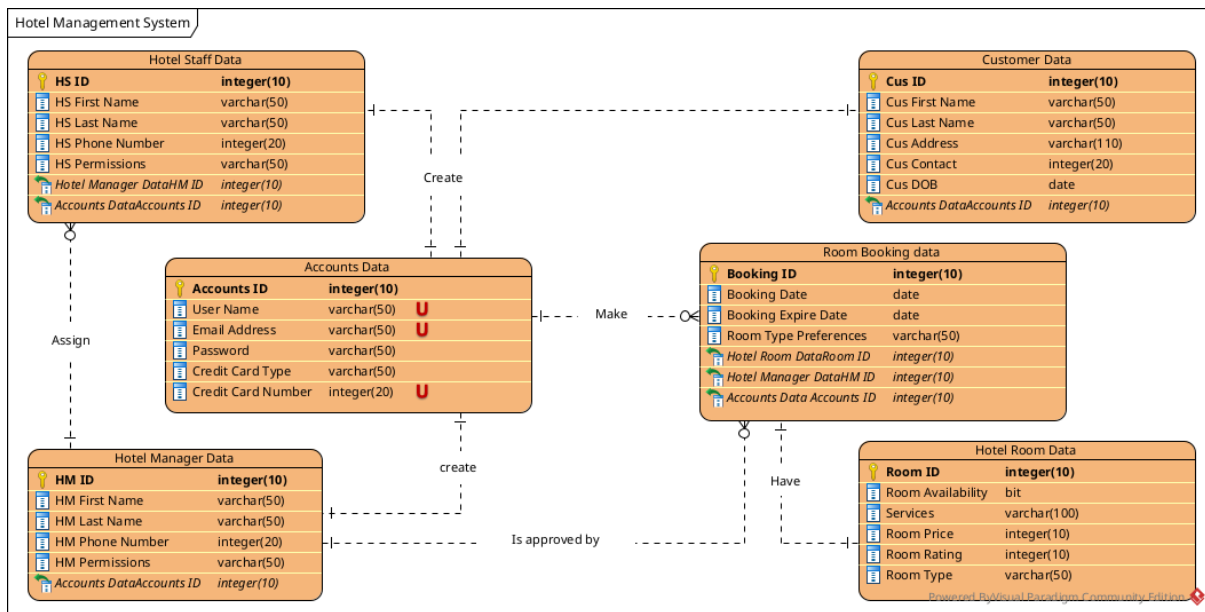 Hotel Management System
Hotel Staff Data
HS ID integer(10)
HS First Name varchar(50)
HS Last Name varchar(50)
HS Phone Number integer(20)
HS Permissions varchar(50)
Hotel Manager DataHM ID integer(10)
Accounts DataAccounts ID integer(10)
Customer Data
Cus ID integer(10)
Cus First Name varchar(50)
Cus Last Name varchar(50)
Cus Address varchar(110)
Cus Contact integer(20)
Cus DOB date
Accounts DataAccounts ID integer(10)
Create
Accounts Data
Accounts ID integer(10)
User Name varchar(50) U
Email Address varchar(50) U
Password varchar(50)
Credit Card Type varchar(50)
Credit Card Number integer(20) U
Make
Room Booking data
Booking ID integer(10)
Booking Date date
Booking Expire Date date
Room Type Preferences varchar(50)
Hotel Room DataRoom ID integer(10)
Hotel Manager DataHM ID integer(10)
Accounts Data Accounts ID integer(10)
Assign
create
Have
Is approved by
Hotel Manager Data
HM ID integer(10)
HM First Name varchar(50)
HM Last Name varchar(50)
HM Phone Number integer(20)
HM Permissions varchar(50)
Accounts DataAccounts ID integer(10)
Hotel Room Data
Room ID integer(10)
Room Availability bit
Services varchar(100)
Room Price integer(10)
Room Rating integer(10)
Room Type varchar(50)
Powered ByVisual Paradigm Community Edition